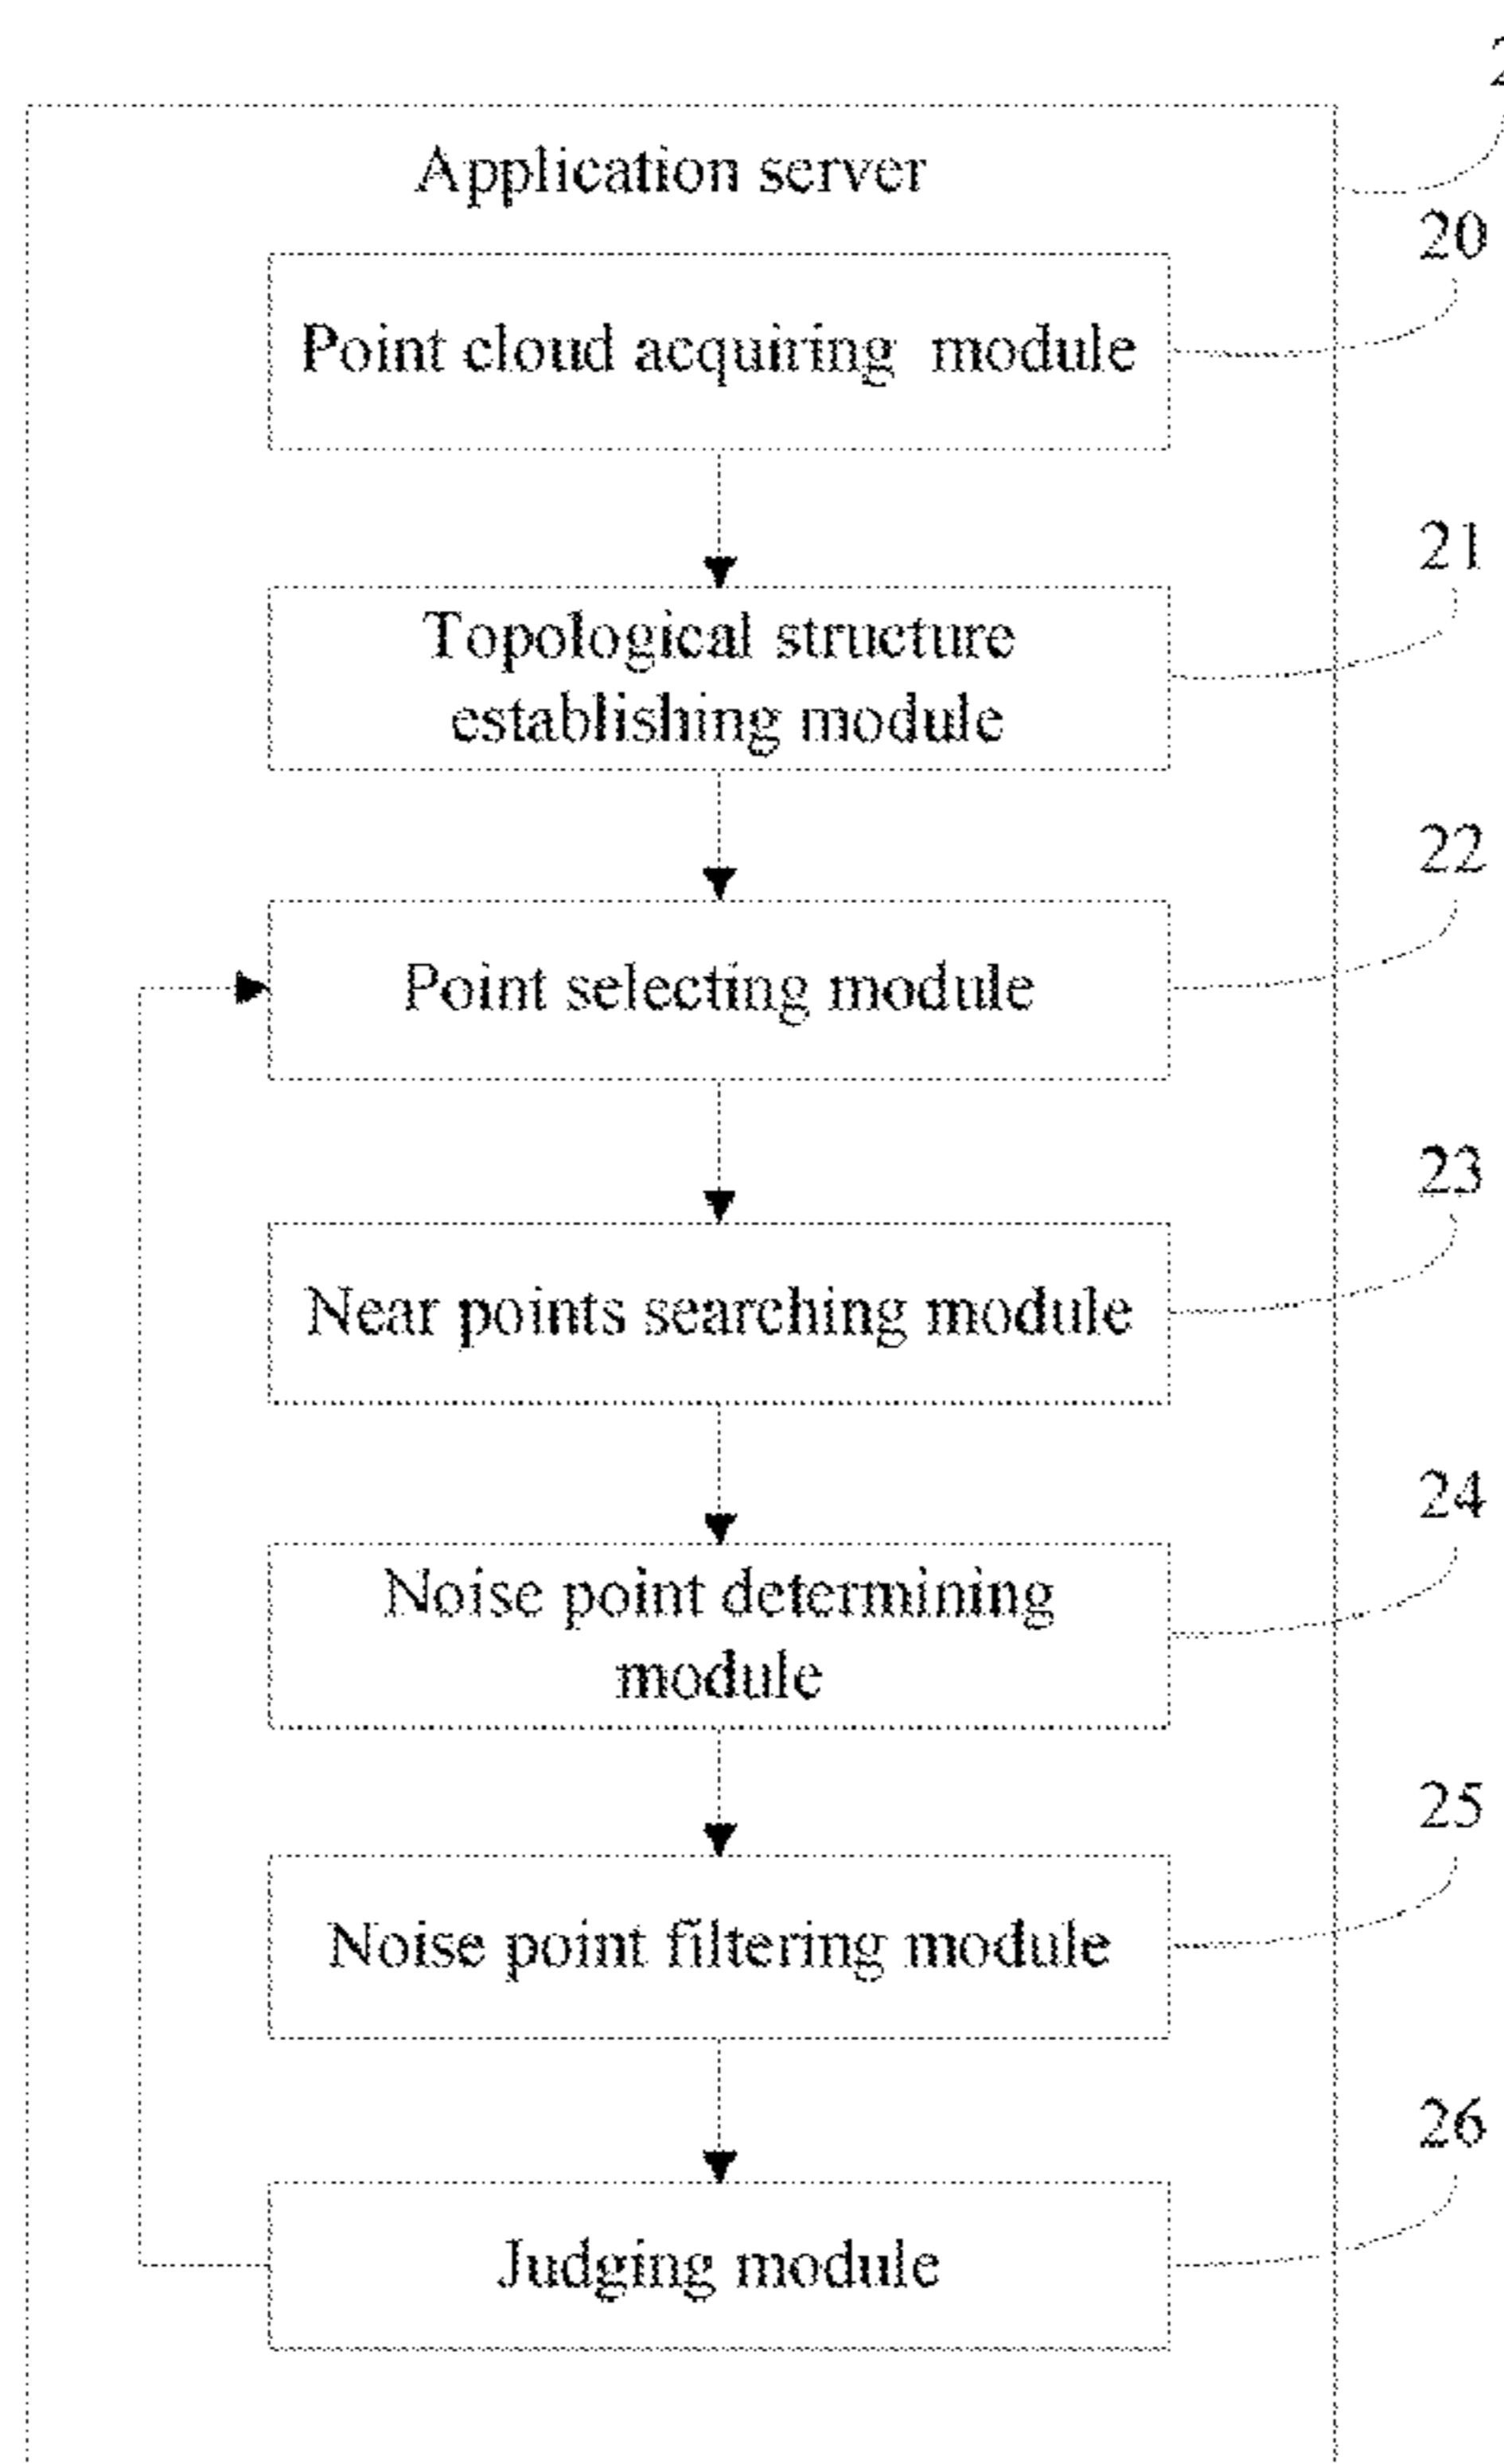 Application server
20
Point cloud acquiring module
21
Topological structure
establishing module
22
Point selecting module
23
Near points searching module
24
Noise point determining
module
25
Noise point filtering module
26
Judging module